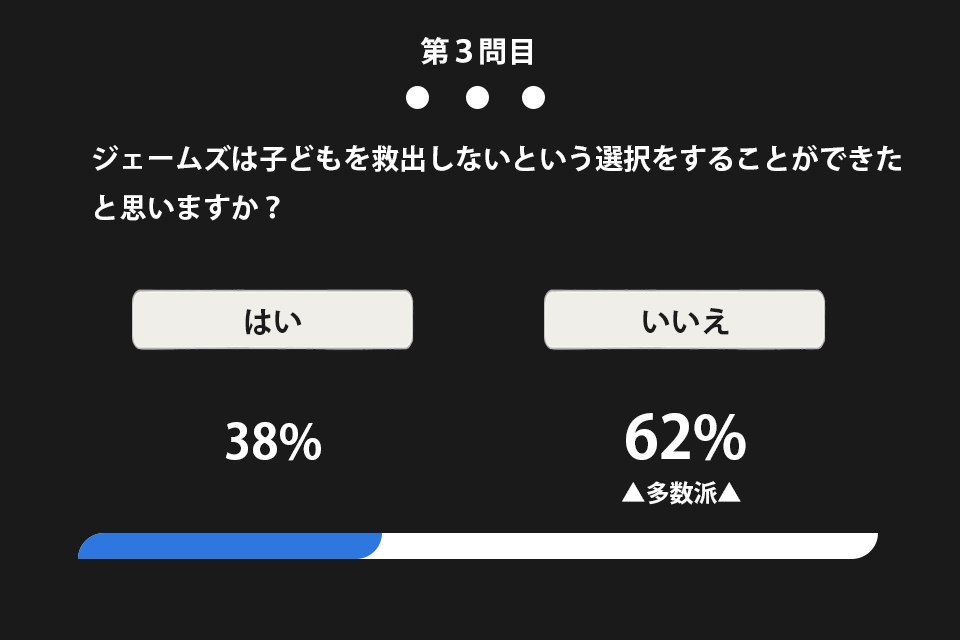 第3問目
ジェームズは子どもを救出しないという選択をすることができた
と思いますか？
はい
いいえ
38%
62%
▲多数派▲